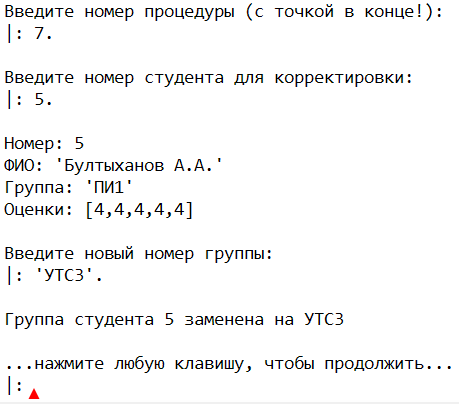 Введите номер процедуры (с точкой в конце!):
|: 7.
Введите номер студента для корректировки:
|: 5.
Номер: 5
ФИО: 'Бултыханов А.А.'
Группа: 'ПИ1'
Оценки: [4,4,4,4,4]
Введите новый номер группы:
|: 'УТС3'.
Группа студента 5 заменена на УТС3
...нажмите любую клавишу, чтобы продолжить...
|: